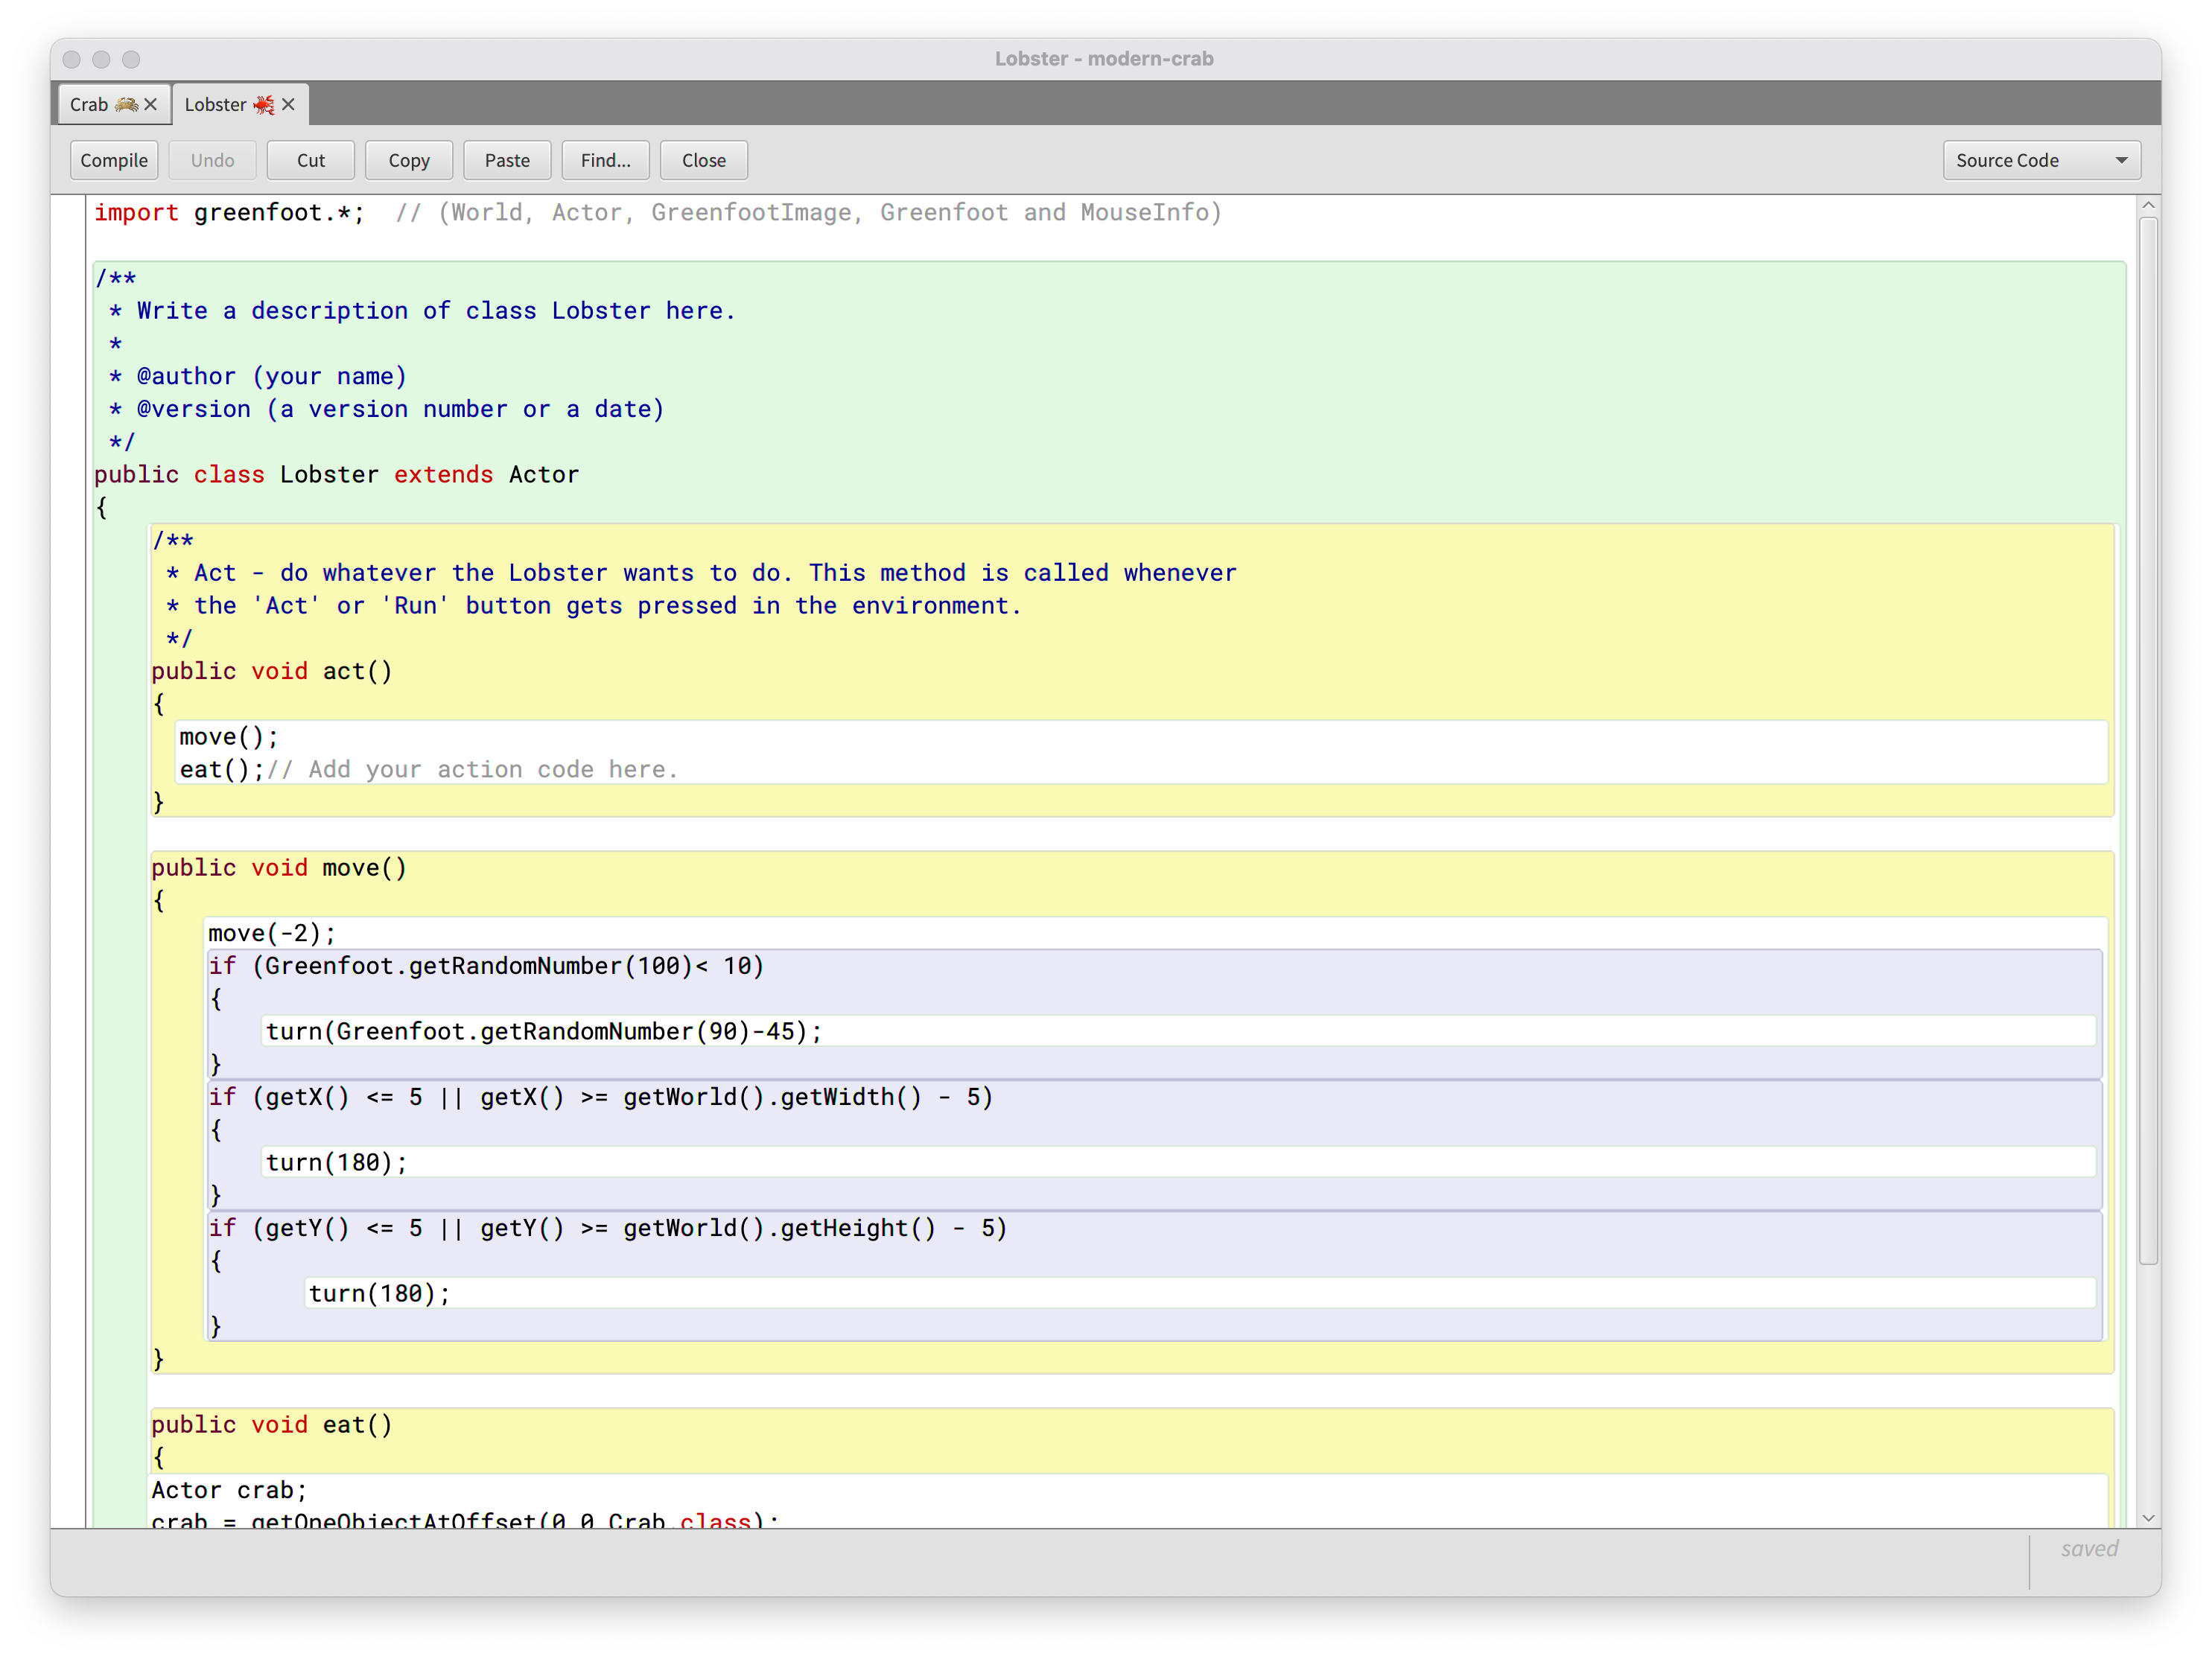 Lobster - modern-crab
Crab
Lobster
Compile Undo Cut Copy Paste Find... Close Source Code
import greenfoot.*;  // (World, Actor, GreenfootImage, Greenfoot and MouseInfo)
/**
 * Write a description of class Lobster here.
 *
 * @author (your name)
 * @version (a version number or a date)
 */
public class Lobster extends Actor
{
    /**
     * Act - do whatever the Lobster wants to do. This method is called whenever
     * the 'Act' or 'Run' button gets pressed in the environment.
     */
    public void act()
    {
      move();
      eat();// Add your action code here.
    }
    public void move()
    {
        move(-2);
        if (Greenfoot.getRandomNumber(100)< 10)
        {
            turn(Greenfoot.getRandomNumber(90)-45);
        }
        if (getX() <= 5 || getX() >= getWorld().getWidth() - 5)
        {
            turn(180);
        }
        if (getY() <= 5 || getY() >= getWorld().getHeight() - 5)
        {
               turn(180);
        }
    }
    public void eat()
    {
    Actor crab;
    crab = getOneObjectAtOffset(0,0,Crab.class);
saved